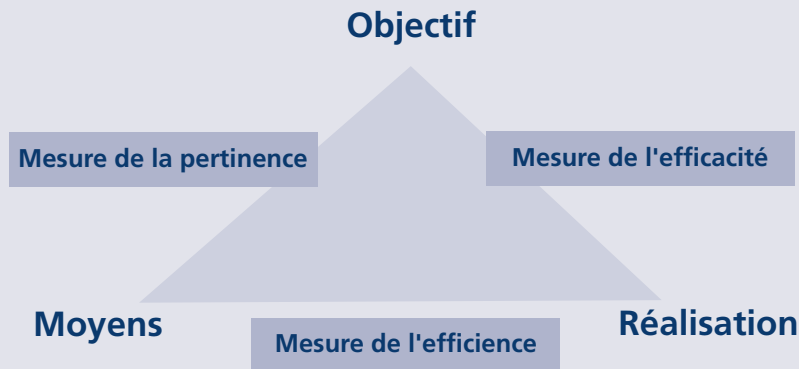 Objectif
Mesure de la pertinence
Mesure de l'efficacité
Moyens
Réalisation
Mesure de l'efficience